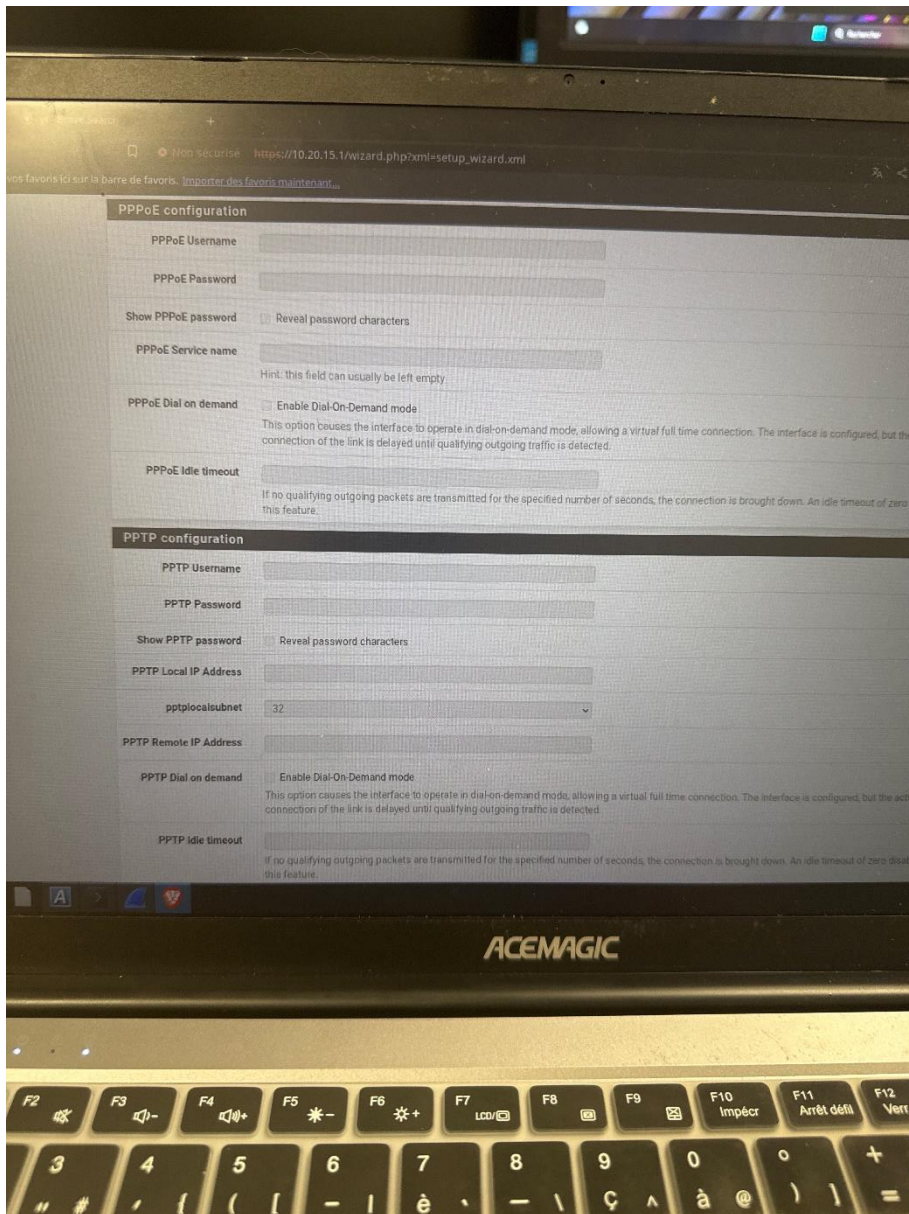 Rechercher
Non sécurisé https://10.20.15.1/wizard.php?xml=setup_wizard.xml
vos favoris ici sur la barre de favoris. Importer des favoris maintenant...
PPPoE configuration
PPPoE Username
PPPoE Password
Show PPPoE password Reveal password characters
PPPoE Service name
Hint: this field can usually be left empty
PPPoE Dial on demand Enable Dial-On-Demand mode
This option causes the interface to operate in dial-on-demand mode, allowing a virtual full time connection. The interface is configured, but the
connection of the link is delayed until qualifying outgoing traffic is detected.
PPPoE Idle timeout
If no qualifying outgoing packets are transmitted for the specified number of seconds, the connection is brought down. An idle timeout of zero
this feature.
PPTP configuration
PPTP Username
PPTP Password
Show PPTP password Reveal password characters
PPTP Local IP Address
pptplocalsubnet 32
PPTP Remote IP Address
PPTP Dial on demand Enable Dial-On-Demand mode
This option causes the interface to operate in dial-on-demand mode, allowing a virtual full time connection. The interface is configured, but the act
connection of the link is delayed until qualifying outgoing traffic is detected.
PPTP Idle timeout
If no qualifying outgoing packets are transmitted for the specified number of seconds, the connection is brought down. An idle timeout of zero disab
this feature.
A
ACEMAGIC
F2 F3 F4 F5 F6 F7 LCD/ F8 F9 F10 Impécr F11 Arrêt défil F12 Verr
3 " # 4 ' { 5 ( [ 6 - | 7 è ` 8 _ \ 9 ç ^ 0 à @ ° ) ] + =